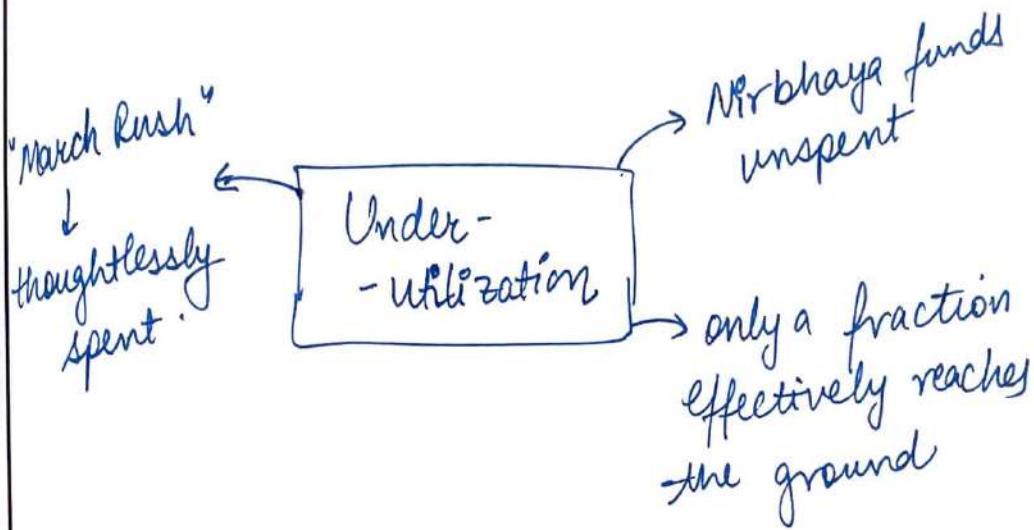 "March Rush"
↓
thoughtlessly
spent.
Under-
-utilization
Nirbhaya funds
unspent
only a fraction
effectively reaches
the ground